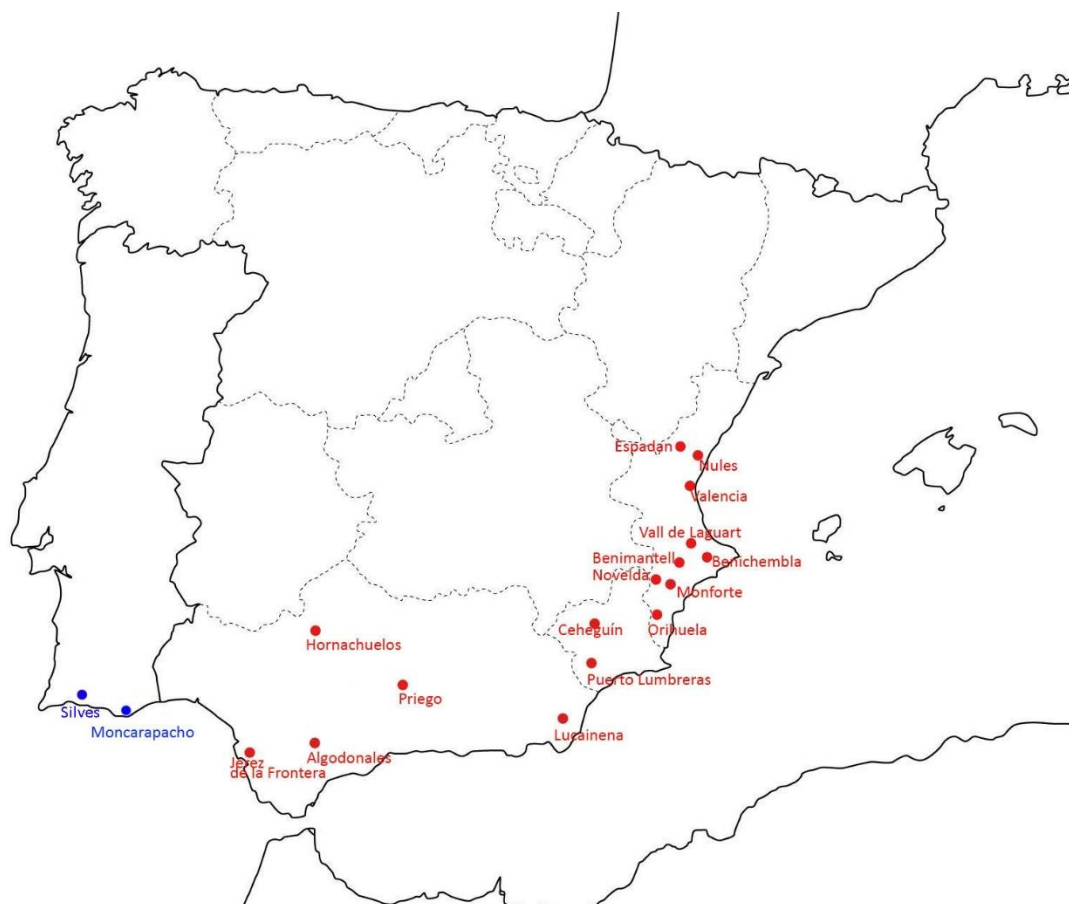 Espadán
Nules
Valencia
Vall de Laguart
Benimantell
Benichembla
Novelda
Monforte
Ceheguín
Orihuela
Hornachuelos
Puerto Lumbreras
Priego
Silves
Moncarapacho
Lucainena
Algodonales
Jerez
de la Frontera